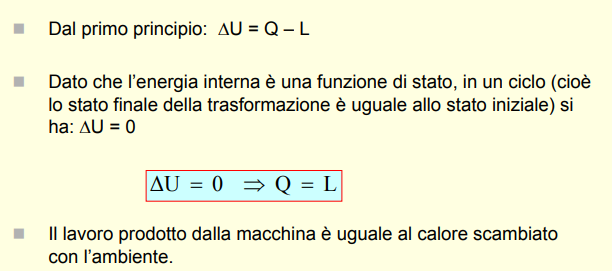 Dal primo principio: ΔU = Q – L
Dato che l'energia interna è una funzione di stato, in un ciclo (cioè
lo stato finale della trasformazione è uguale allo stato iniziale) si
ha: ΔU = 0
ΔU = 0 ⇒ Q = L
Il lavoro prodotto dalla macchina è uguale al calore scambiato
con l'ambiente.